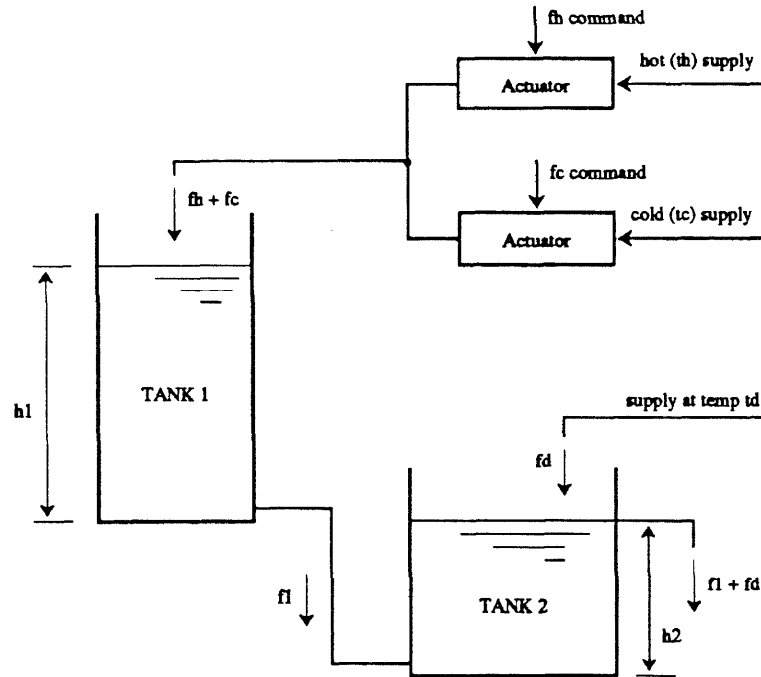 fh command
Actuator
hot (th) supply
fc command
fh + fc
Actuator
cold (tc) supply
h1
TANK 1
supply at temp td
fd
f1
TANK 2
h2
f1 + fd